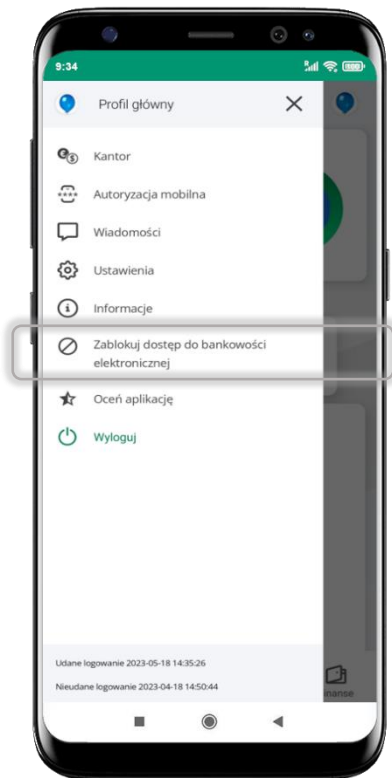 9:34
Profil główny
Kantor
Autoryzacja mobilna
Wiadomości
Ustawienia
Informacje
Zablokuj dostęp do bankowości
elektronicznej
Oceń aplikację
Wyloguj
Udane logowanie 2023-05-18 14:35:26
Nieudane logowanie 2023-04-18 14:50:44